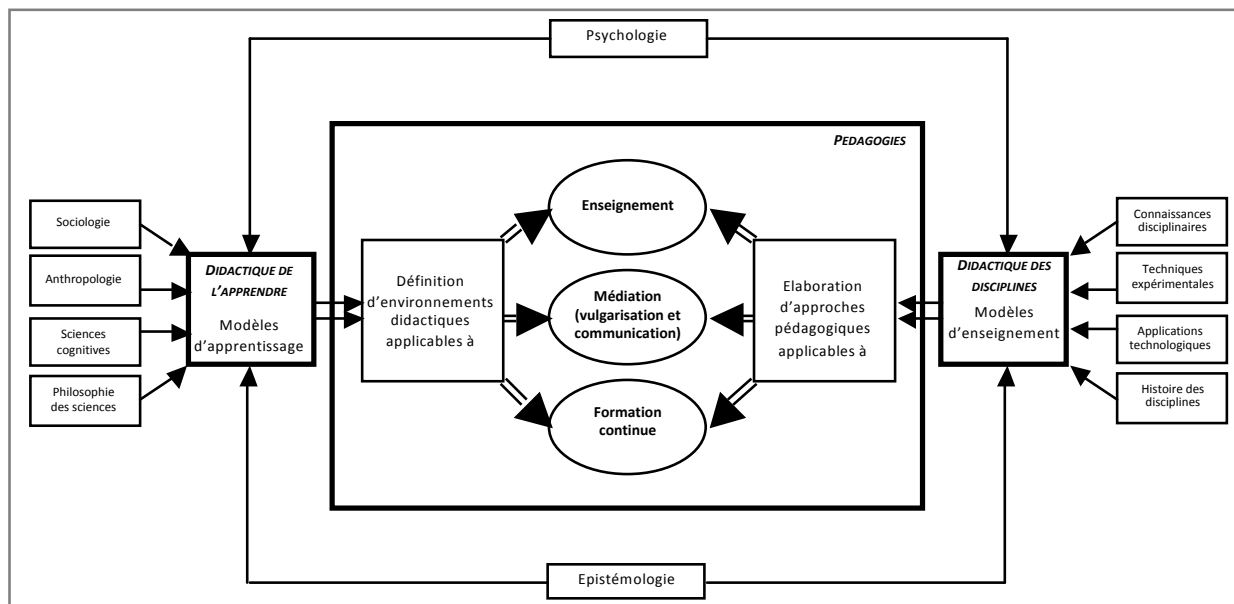 Psychologie
PEDAGOGIES
Sociologie
Anthropologie
Sciences
cognitives
Philosophie
des sciences
DIDACTIQUE DE
L'APPRENDRE
Modèles
d'apprentissage
Définition
d'environnements
didactiques
applicables à
Enseignement
Médiation
(vulgarisation et
communication)
Formation
continue
Elaboration
d'approches
pédagogiques
applicables à
DIDACTIQUE DES
DISCIPLINES
Modèles
d'enseignement
Connaissances
disciplinaires
Techniques
expérimentales
Applications
technologiques
Histoire des
disciplines
Epistémologie